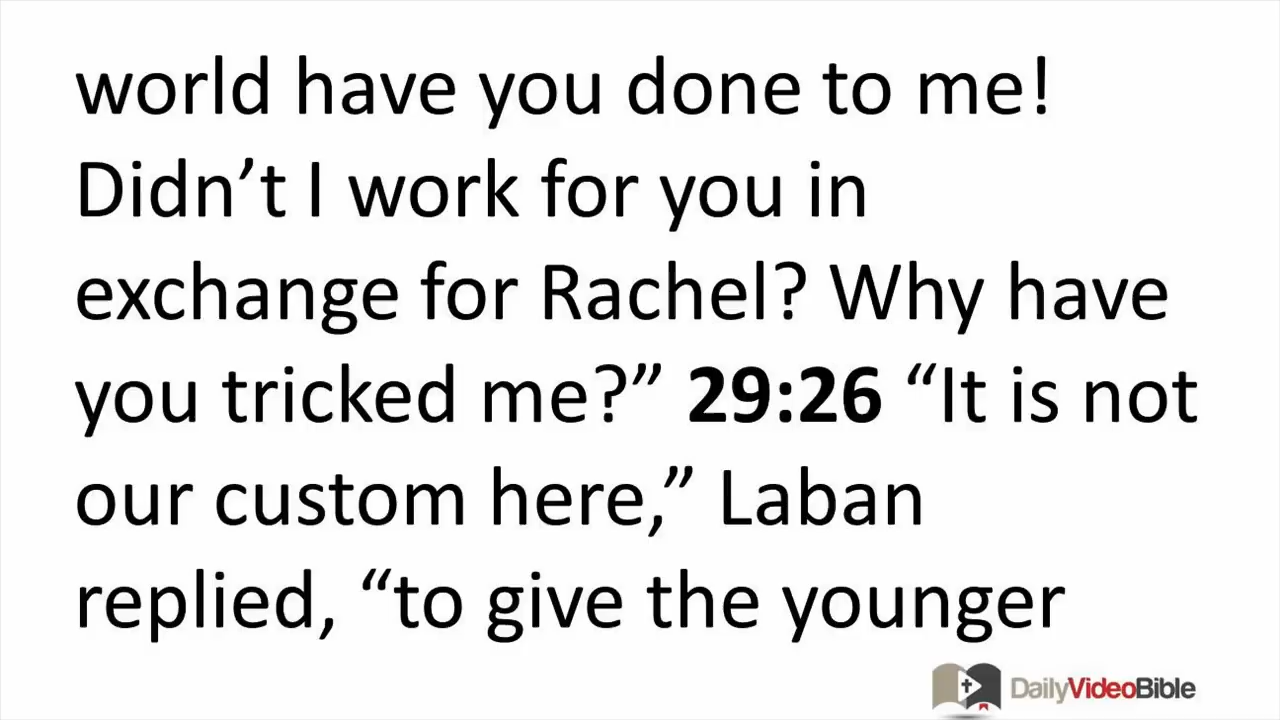 world have you done to me!
Didn’t I work for you in
exchange for Rachel? Why have
you tricked me?” 29:26 “It is not
our custom here,” Laban
replied, “to give the younger
DailyVideoBible